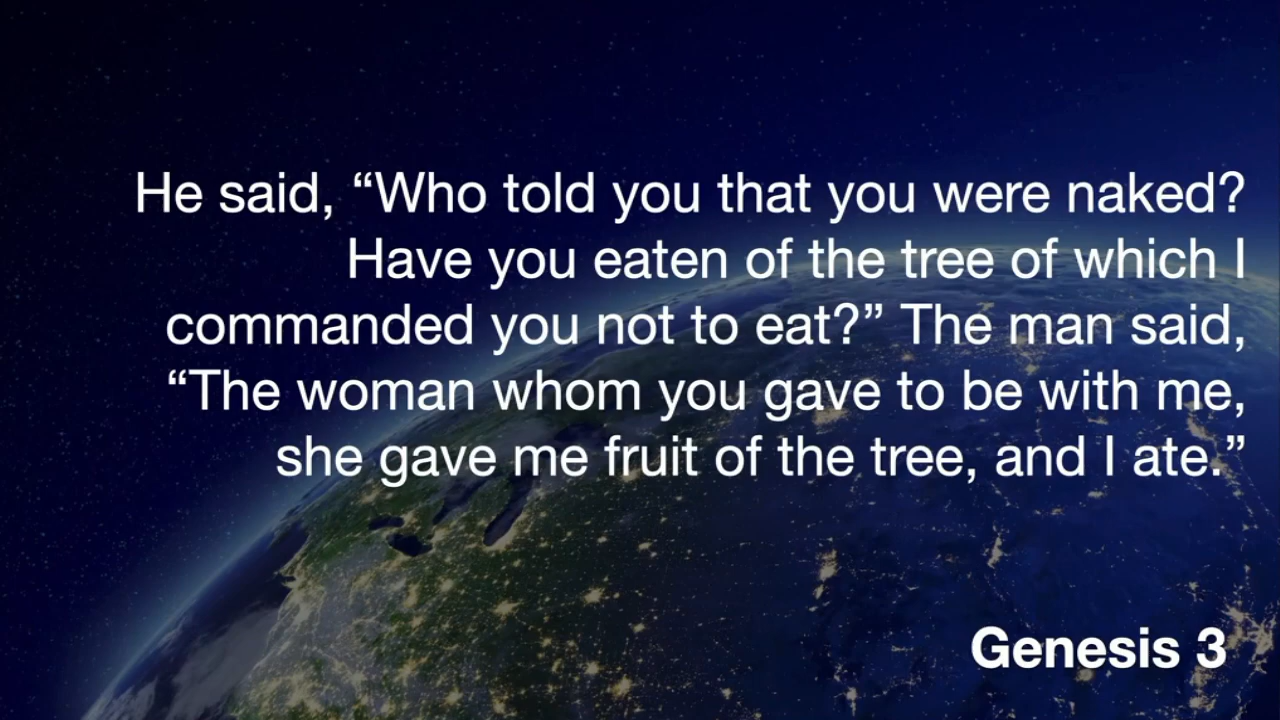 He said, “Who told you that you were naked?
Have you eaten of the tree of which I
commanded you not to eat?” The man said,
“The woman whom you gave to be with me,
she gave me fruit of the tree, and I ate.”
Genesis 3